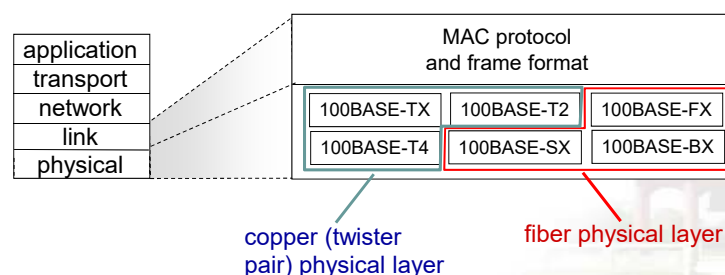 application
transport
network
link
physical
MAC protocol
and frame format
100BASE-TX
100BASE-T2
100BASE-FX
100BASE-T4
100BASE-SX
100BASE-BX
copper (twister
pair) physical layer
fiber physical layer